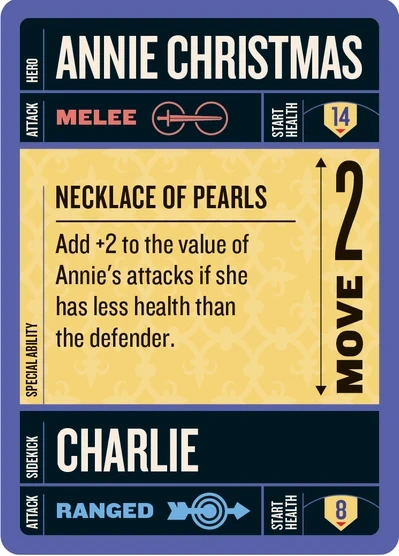 HERO
ANNIE CHRISTMAS
ATTACK
MELEE
START
HEALTH
14
SPECIAL ABILITY
NECKLACE OF PEARLS
Add +2 to the value of
Annie's attacks if she
has less health than
the defender.
MOVE 2
SIDEKICK
CHARLIE
ATTACK
RANGED
START
HEALTH
8